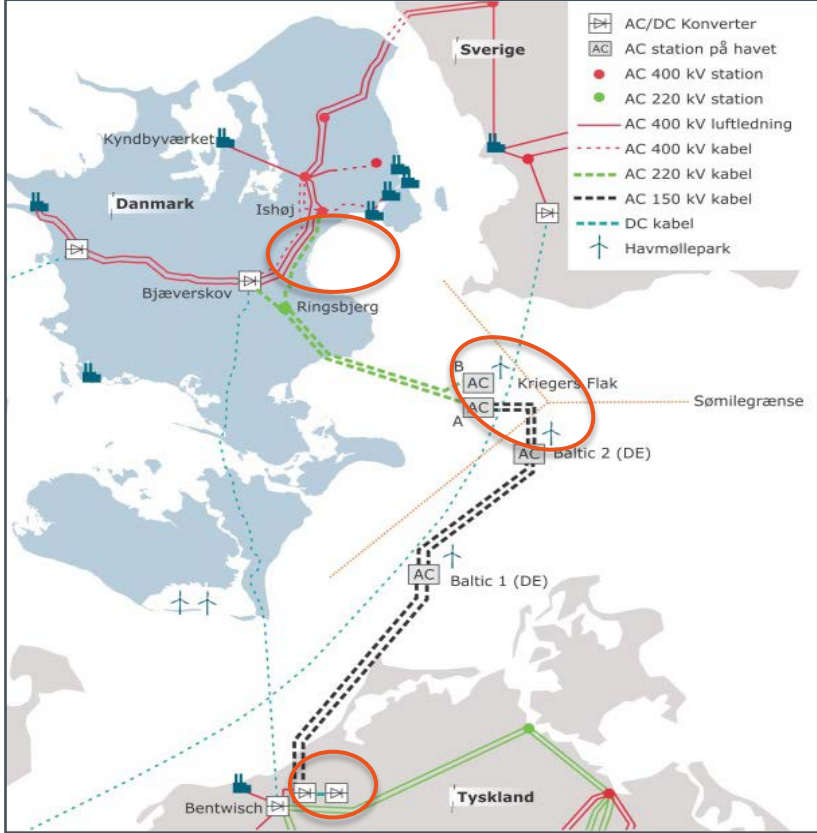 AC/DC Konverter
AC AC station på havet
AC 400 kV station
AC 220 kV station
AC 400 kV luftledning
AC 400 kV kabel
AC 220 kV kabel
AC 150 kV kabel
DC kabel
Havmøllepark
Sverige
Kyndbyværket
Danmark
Ishøj
Bjæverskov
Ringsbjerg
B
AC
Kriegers Flak
AC
A
Sømilegrænse
AC
Baltic 2 (DE)
AC
Baltic 1 (DE)
Bentwisch
Tyskland